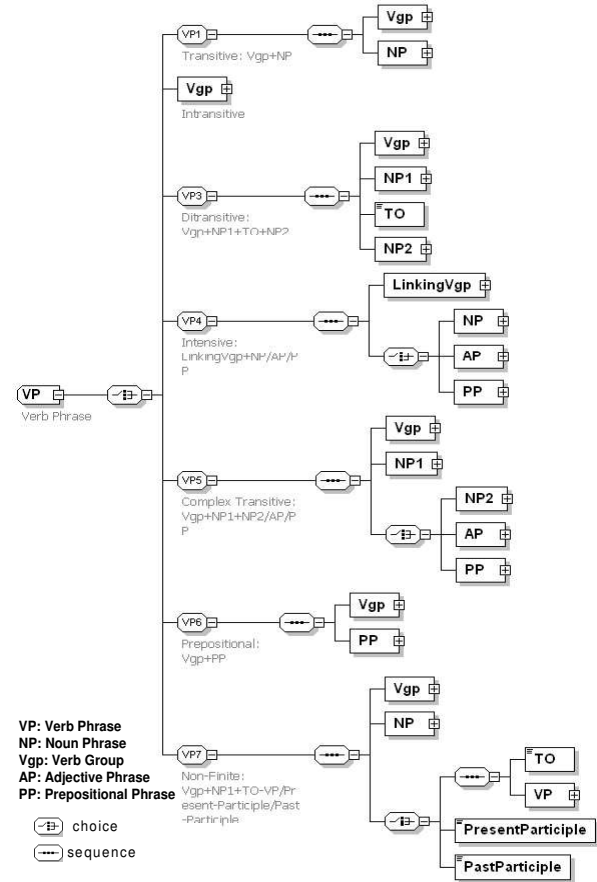 Vgp
VP1
NP
Transitive: Vgp+NP
Vgp
Intransitive
Vgp
NP1
VP3
TO
Ditransitive:
Vgp+NP1+TO+NP2
NP2
LinkingVgp
VP4
NP
Intensive:
LinkingVgp+NP/AP/P
P
AP
PP
VP
Verb Phrase
Vgp
NP1
VP5
NP2
Complex Transitive:
Vgp+NP1+NP2/AP/P
P
AP
PP
Vgp
VP6
PP
Prepositional:
Vgp+PP
Vgp
NP
VP7
Non-Finite:
Vgp+NP1+TO-VP/Pr
esent-Participle/Past
-Participle
TO
VP
PresentParticiple
PastParticiple
VP: Verb Phrase
NP: Noun Phrase
Vgp: Verb Group
AP: Adjective Phrase
PP: Prepositional Phrase
choice
sequence